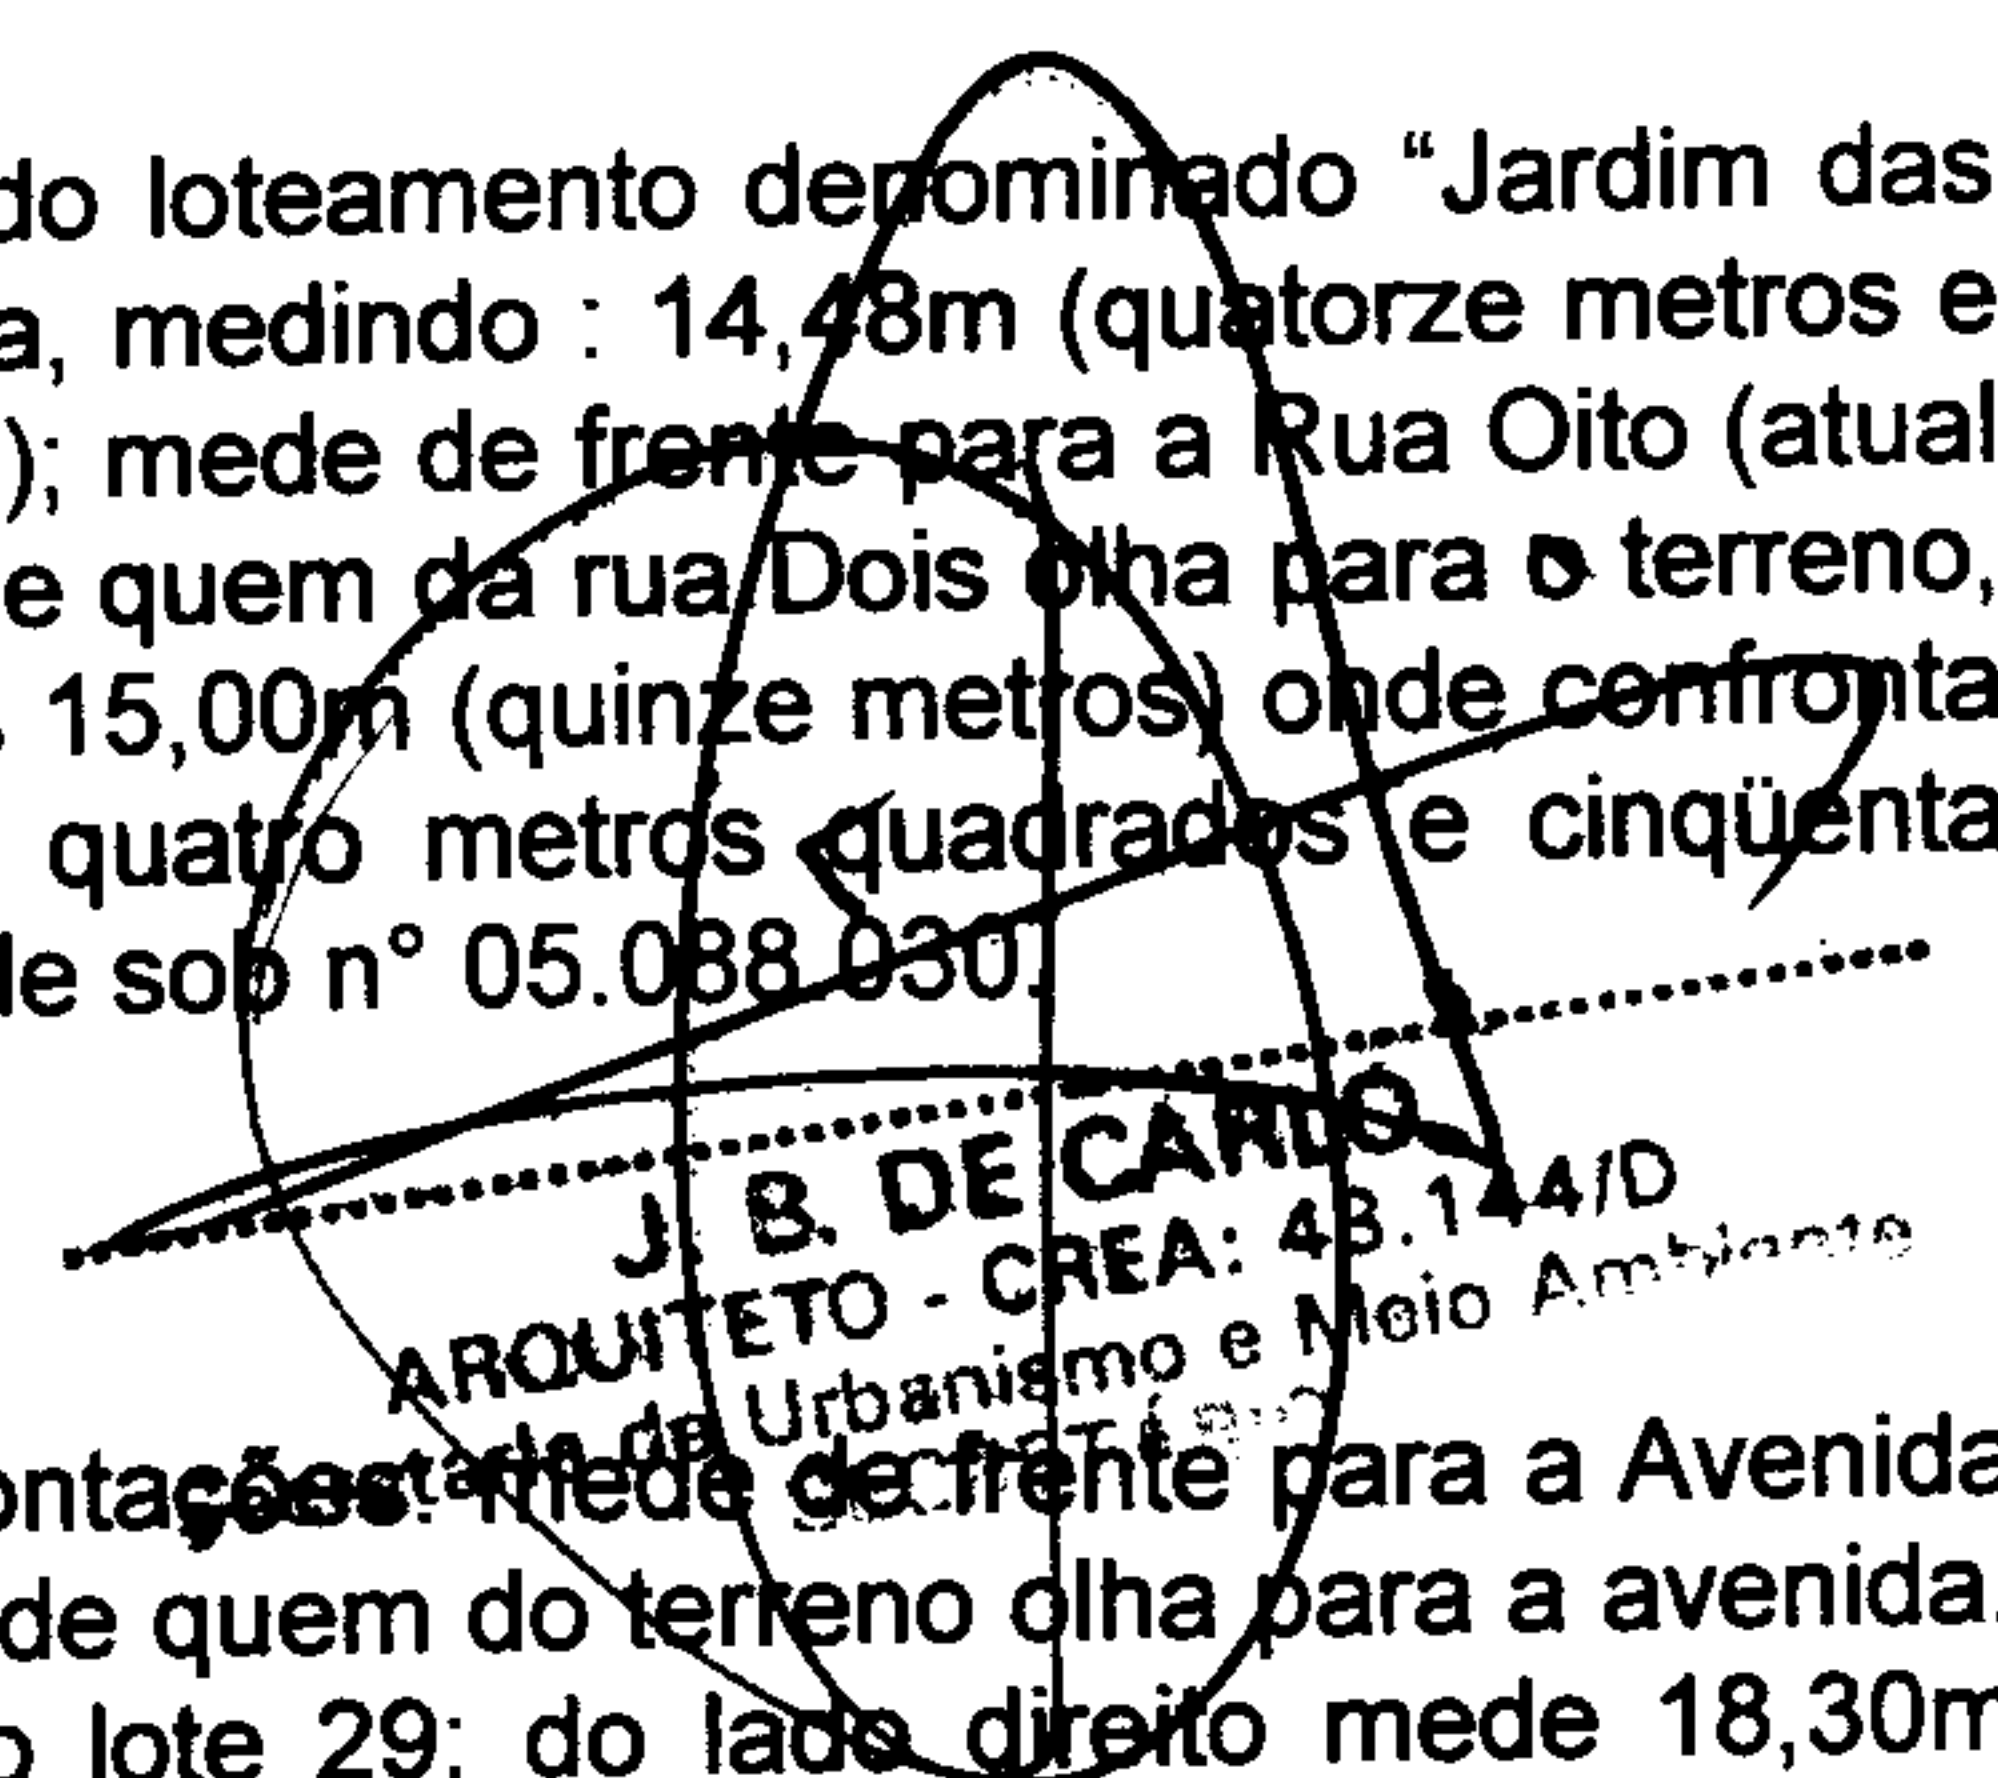 do loteamento denominado “Jardim das
a, medindo : 14,48m (quatorze metros e
); mede de frente para a Rua Oito (atual
e quem da rua Dois olha para o terreno,
15,00m (quinze metros) onde confronta
quatro metros quadrados e cinqüenta
le sob n° 05.088.030.
J. B. DE
ARQUITETO - CREA: 43.144/D
Urbanismo e Meio Ambiente
ontações: mede de frente para a Avenida
de quem do terreno olha para a avenida.
o lote 29; do lado direito mede 18,30m